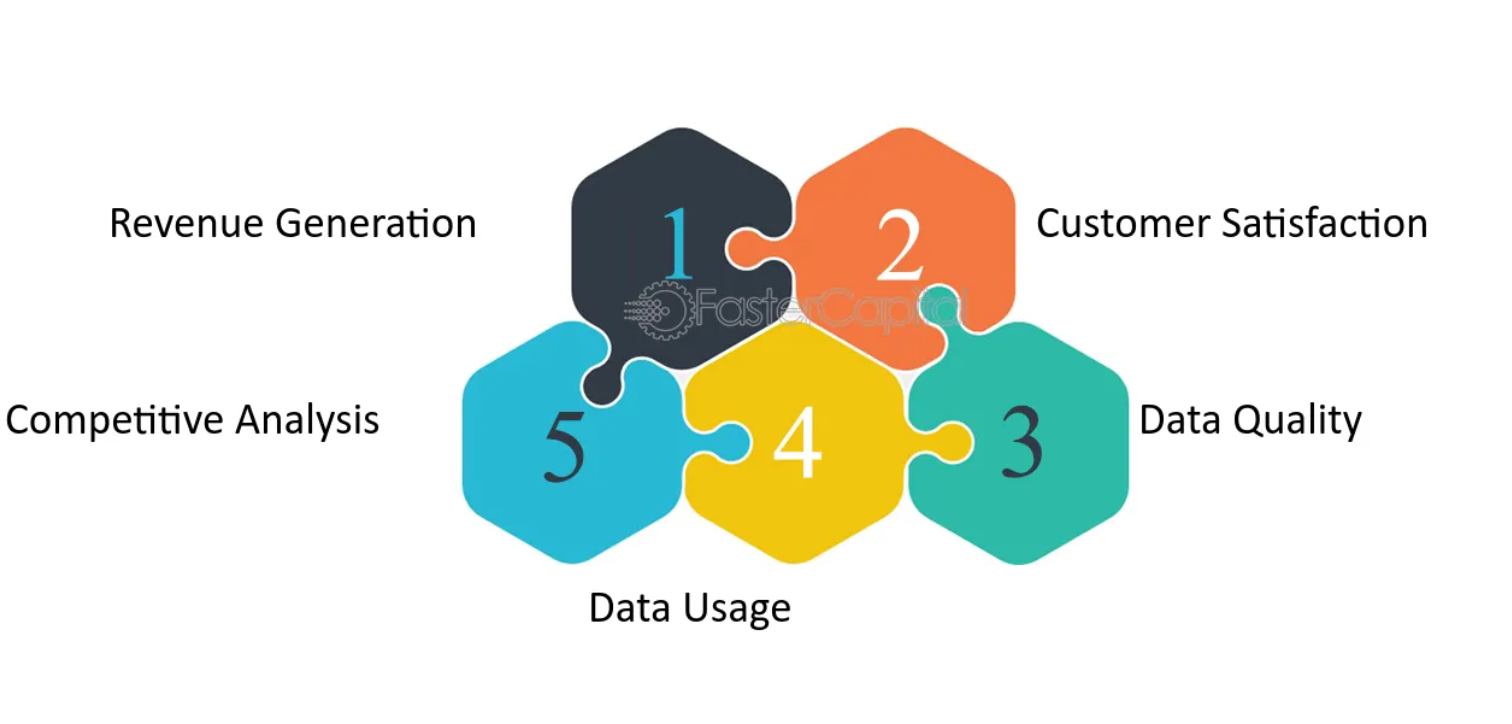 Revenue Generation
1
2
Customer Satisfaction
FasterCapital
Competitive Analysis
5
4
3
Data Quality
Data Usage